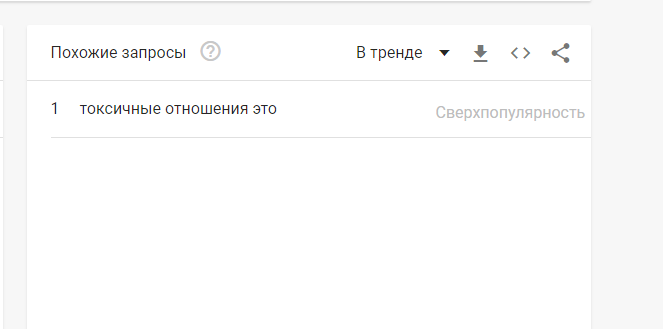 Похожие запросы В тренде
1 токсичные отношения это Сверхпопулярность